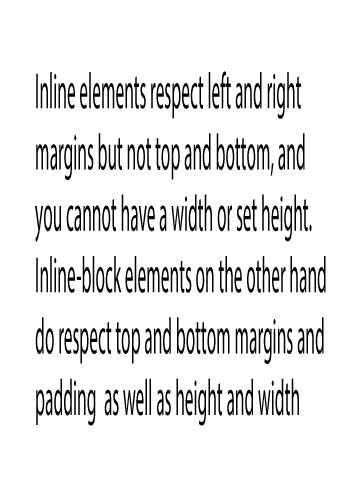 Inline elements respect left and right
margins but not top and bottom, and
you cannot have a width or set height.
Inline-block elements on the other hand
do respect top and bottom margins and
padding  as well as height and width